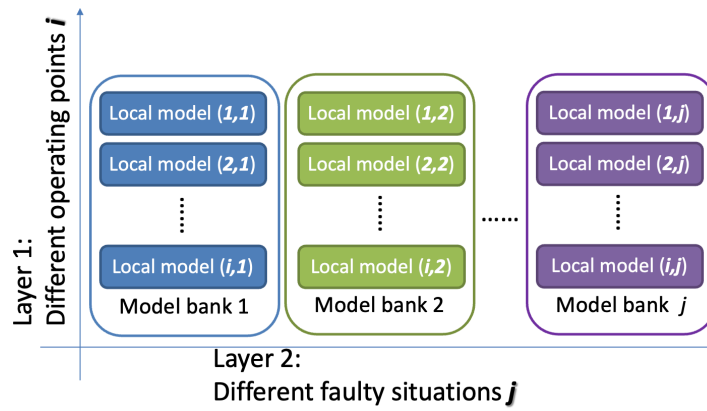 Layer 1:
Different operating points i
Local model (1,1)
Local model (2,1)
Local model (i,1)
Model bank 1
Local model (1,2)
Local model (2,2)
Local model (i,2)
Model bank 2
......
Local model (1,j)
Local model (2,j)
Local model (i,j)
Model bank j
Layer 2:
Different faulty situations j